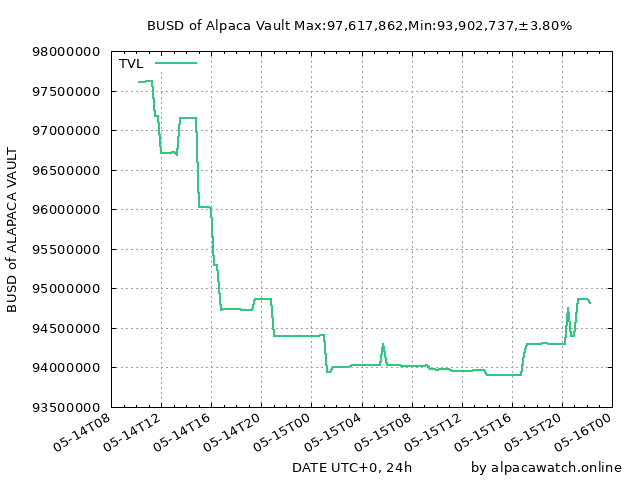 BUSD of Alpaca Vault Max:97,617,862,Min:93,902,737,±3.80%
TVL
98000000
97500000
97000000
96500000
96000000
95500000
95000000
94500000
94000000
93500000
BUSD of ALAPACA VAULT
05-14T08
05-14T12
05-14T16
05-14T20
05-15T00
05-15T04
05-15T08
05-15T12
05-15T16
05-15T20
05-16T00
DATE UTC+0, 24h
by alpacawatch.online